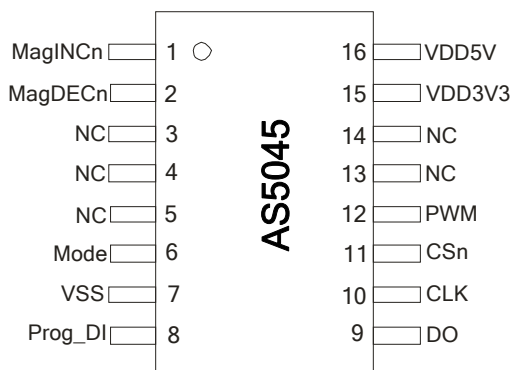 MagINCn 1 16 VDD5V
MagDECn 2 15 VDD3V3
NC 3 14 NC
NC 4 13 NC
NC 5 12 PWM
Mode 6 11 CSn
VSS 7 10 CLK
Prog_DI 8 9 DO
AS5045